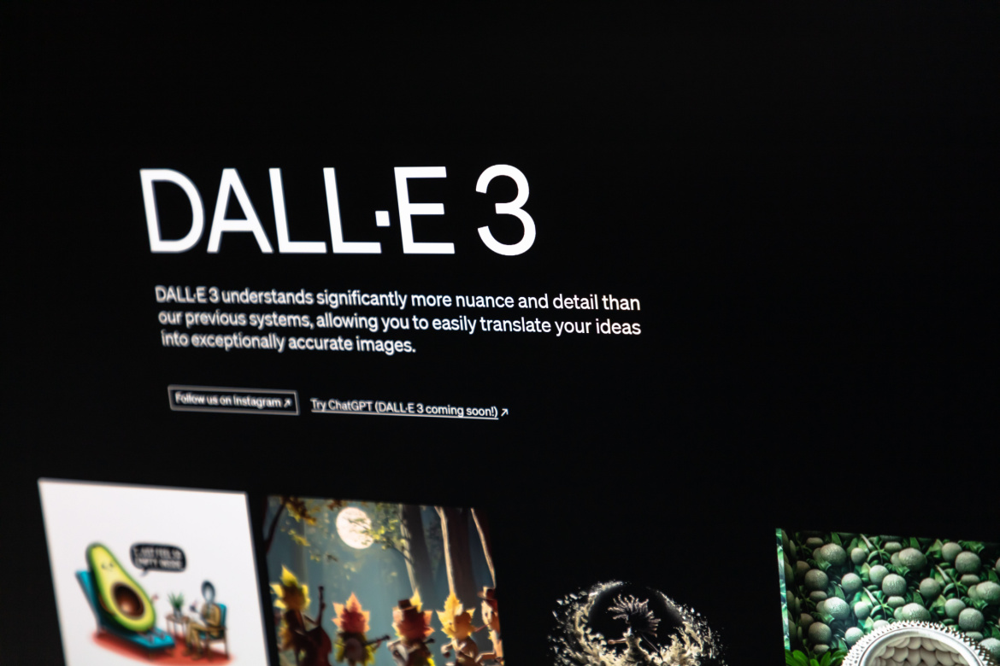 DALL·E 3
DALL·E 3 understands significantly more nuance and detail than
our previous systems, allowing you to easily translate your ideas
into exceptionally accurate images.
Follow us on Instagram ↗
Try ChatGPT (DALL·E 3 coming soon!) ↗
I JUST FEEL SO
EMPTY INSIDE